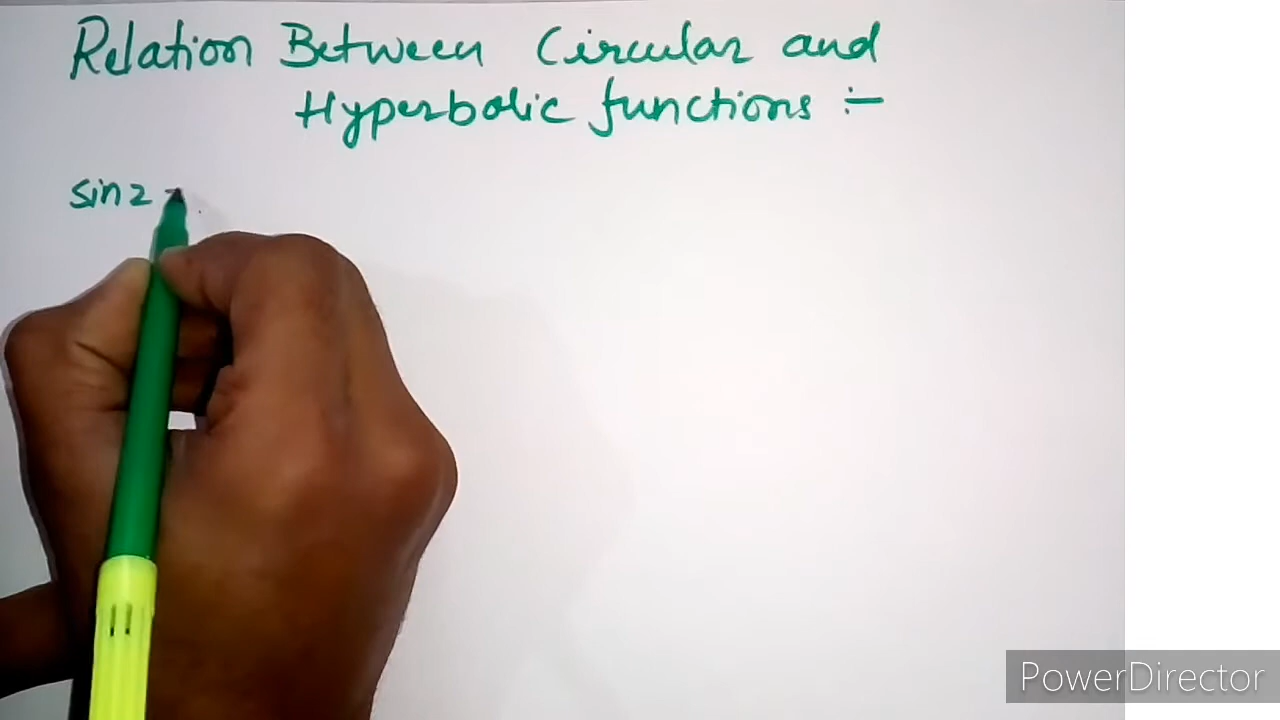 Relation Between Circular and
Hyperbolic functions :-
sin z =
PowerDirector